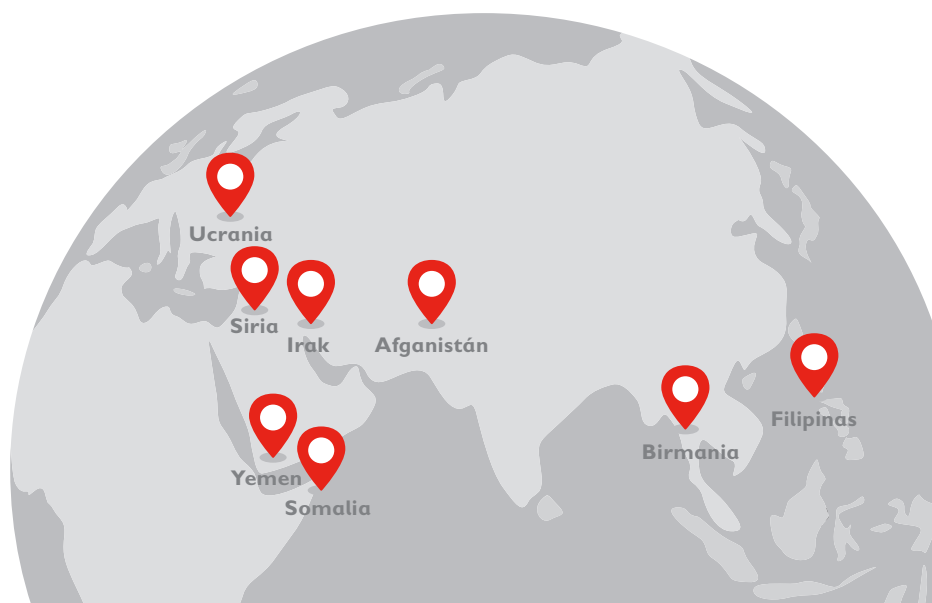 Ucrania
Siria
Irak
Afganistán
Filipinas
Birmania
Yemen
Somalia